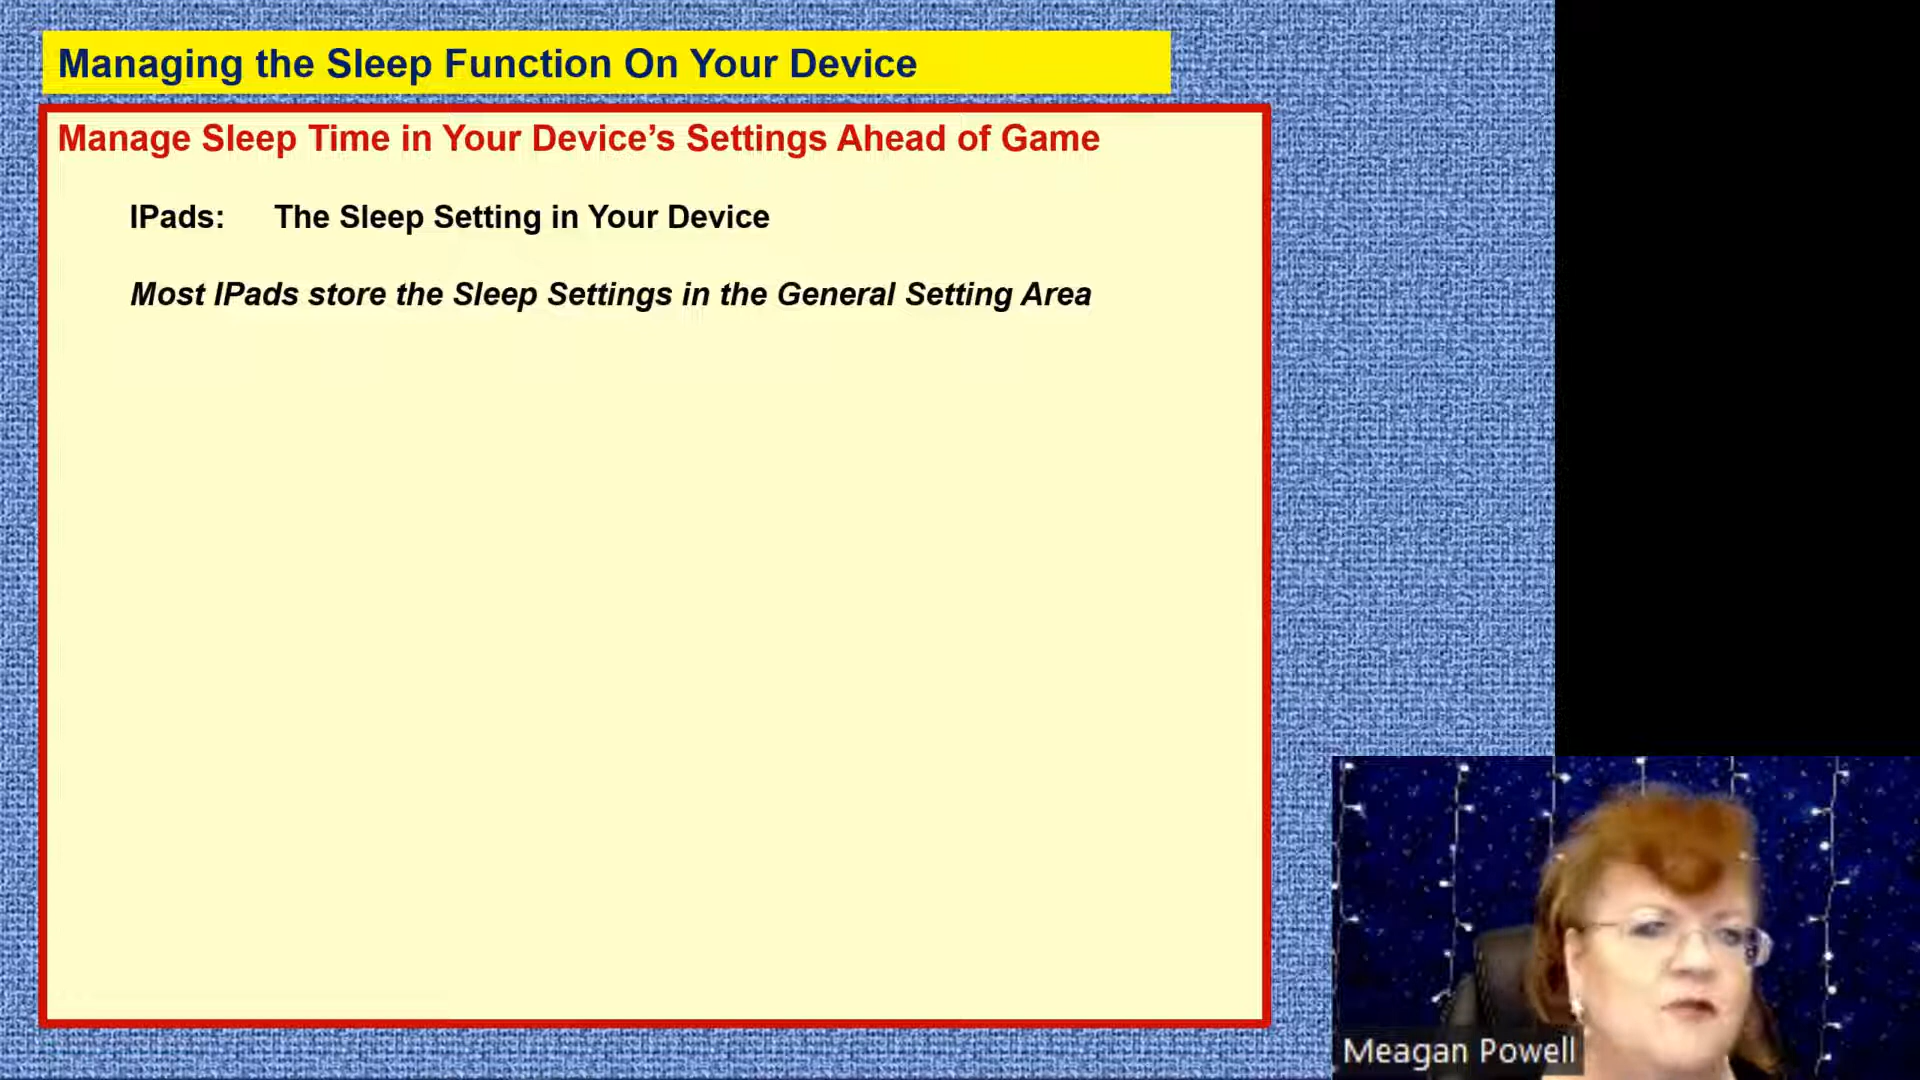 Managing the Sleep Function On Your Device
Manage Sleep Time in Your Device’s Settings Ahead of Game
IPads: The Sleep Setting in Your Device
Most IPads store the Sleep Settings in the General Setting Area
Meagan Powell